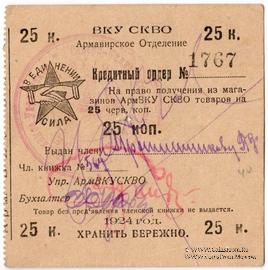 25 к. ВКУ СКВО 25 к.
Армавирское Отделение
В ЕДИНЕНИИ СИЛА
Кредитный ордер № 1767
На право получения из мага-
зинов АрмВКУ СКВО товаров на
25 черв. коп.
25 коп.
Выдан члену
Чл. книжка №
Упр. АрмВКУСКВО
Бухгалтер
Товар без предъявления членской книжки не выдается.
1924 год.
25 к. ХРАНИТЬ БЕРЕЖНО. 25 к.